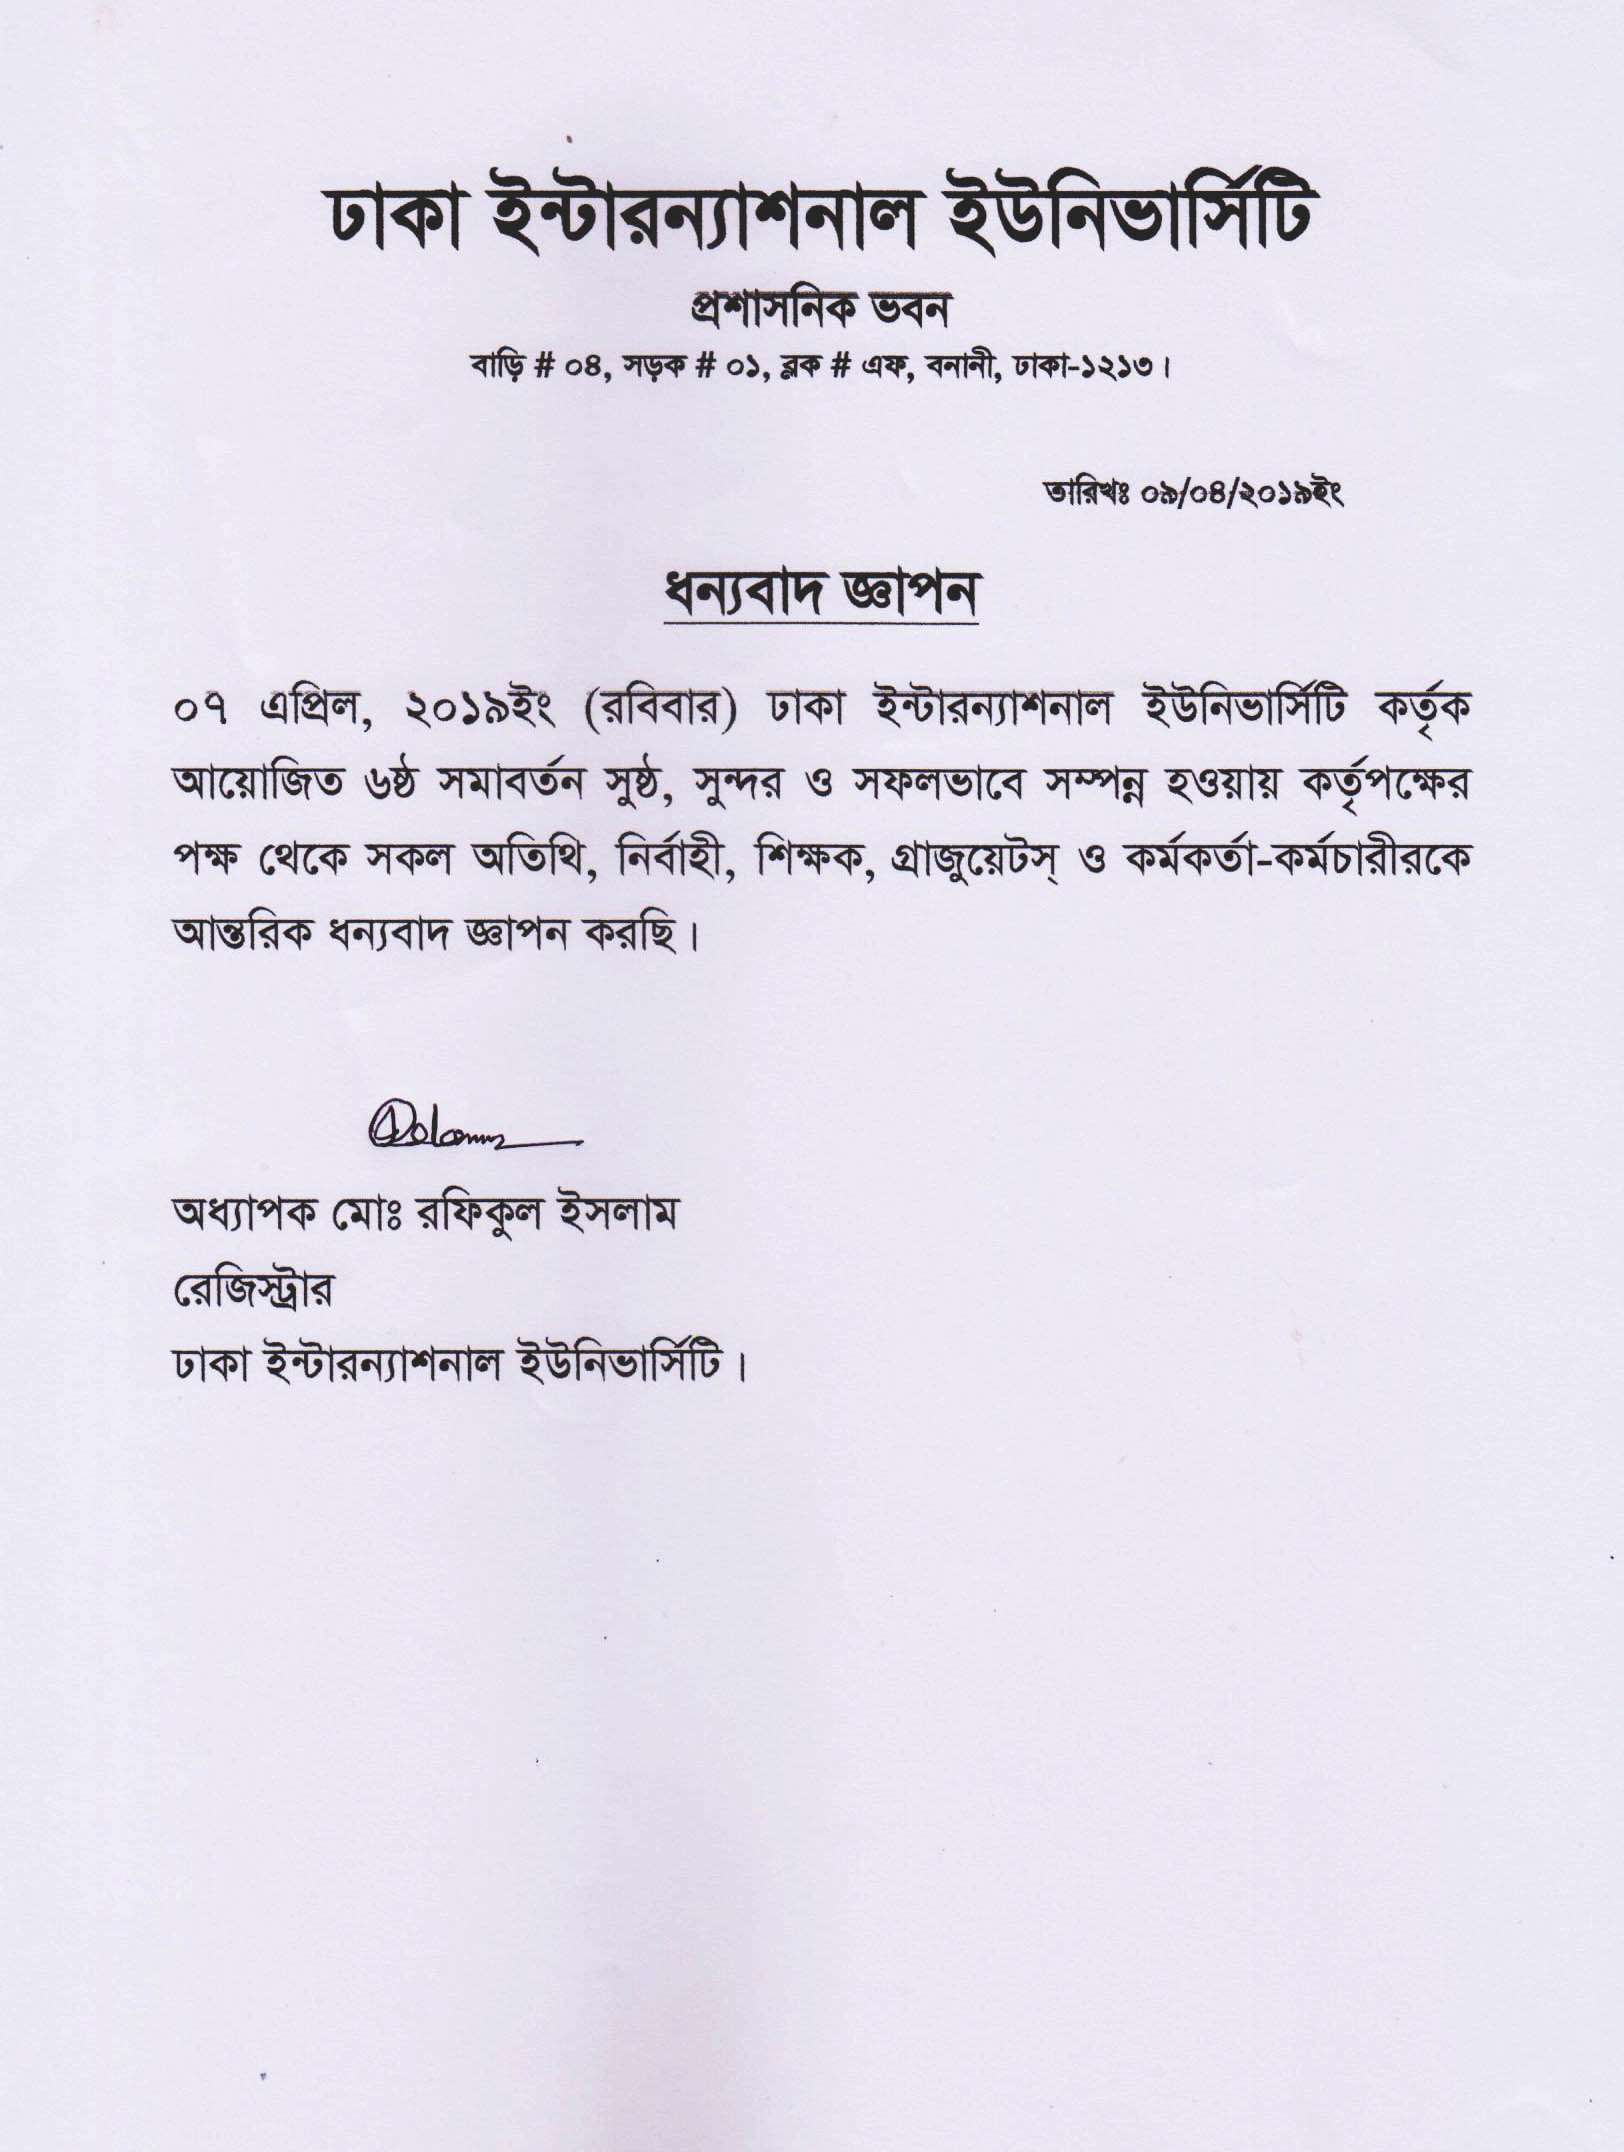 ঢাকা ইন্টারন্যাশনাল ইউনিভার্সিটি
প্রশাসনিক ভবন
বাড়ি # ০৪, সড়ক # ০১, ব্লক # এফ, বনানী, ঢাকা-১২১৩।
তারিখঃ ০৯/০৪/২০১৯ইং
ধন্যবাদ জ্ঞাপন
০৭ এপ্রিল, ২০১৯ইং (রবিবার) ঢাকা ইন্টারন্যাশনাল ইউনিভার্সিটি কর্তৃক
আয়োজিত ৬ষ্ঠ সমাবর্তন সুষ্ঠ, সুন্দর ও সফলভাবে সম্পন্ন হওয়ায় কর্তৃপক্ষের
পক্ষ থেকে সকল অতিথি, নির্বাহী, শিক্ষক, গ্রাজুয়েটস্ ও কর্মকর্তা-কর্মচারীরকে
আন্তরিক ধন্যবাদ জ্ঞাপন করছি।
অধ্যাপক মোঃ রফিকুল ইসলাম
রেজিস্ট্রার
ঢাকা ইন্টারন্যাশনাল ইউনিভার্সিটি।